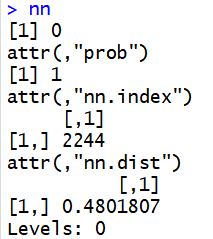 > nn
[1] 0
attr(,"prob")
[1] 1
attr(,"nn.index")
     [,1]
[1,] 2244
attr(,"nn.dist")
          [,1]
[1,] 0.4801807
Levels: 0